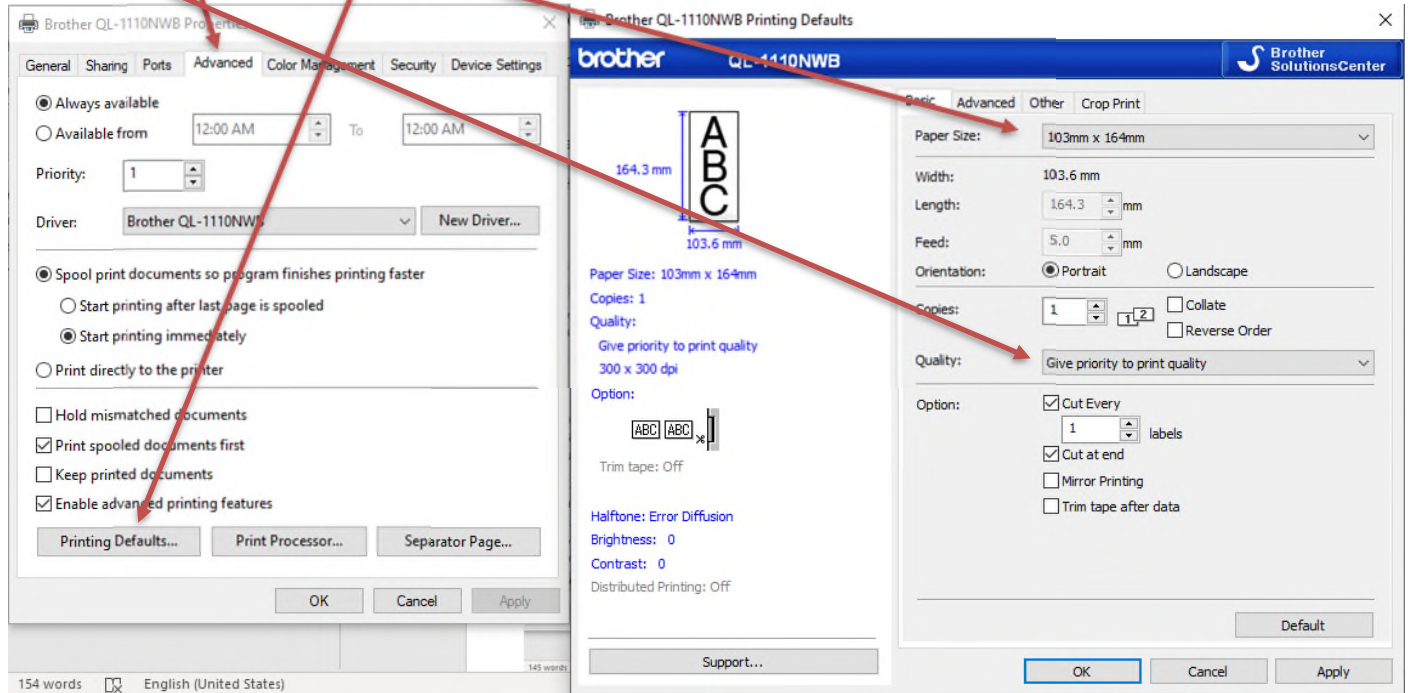 Brother QL-1110NWB Properties
General Sharing Ports Advanced Color Management Security Device Settings
Always available
Available from 12:00 AM To 12:00 AM
Priority: 1
Driver: Brother QL-1110NWB New Driver...
Spool print documents so program finishes printing faster
Start printing after last page is spooled
Start printing immediately
Print directly to the printer
Hold mismatched documents
Print spooled documents first
Keep printed documents
Enable advanced printing features
Printing Defaults... Print Processor... Separator Page...
OK Cancel Apply
145 words
154 words English (United States)
Brother QL-1110NWB Printing Defaults
brother QL-1110NWB Brother SolutionsCenter
ABC
164.3 mm
103.6 mm
Paper Size: 103mm x 164mm
Copies: 1
Quality:
Give priority to print quality
300 x 300 dpi
Option:
ABC ABC
Trim tape: Off
Halftone: Error Diffusion
Brightness: 0
Contrast: 0
Distributed Printing: Off
Support...
Basic Advanced Other Crop Print
Paper Size: 103mm x 164mm
Width: 103.6 mm
Length: 164.3 mm
Feed: 5.0 mm
Orientation: Portrait Landscape
Copies: 1 1 2 Collate
Reverse Order
Quality: Give priority to print quality
Option: Cut Every
1 labels
Cut at end
Mirror Printing
Trim tape after data
Default
OK Cancel Apply